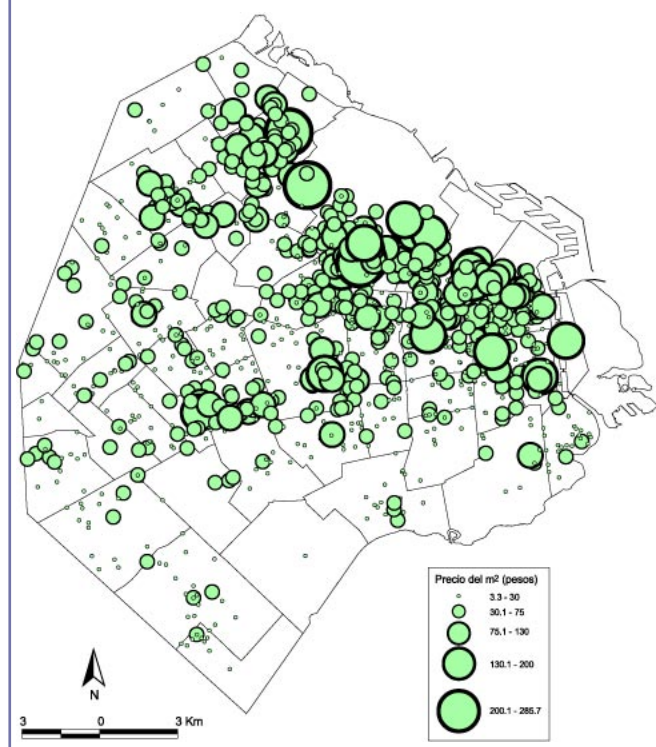 Precio del m² (pesos)
3.3 - 30
30.1 - 75
75.1 - 130
130.1 - 200
200.1 - 285.7
N
3 0 3 Km